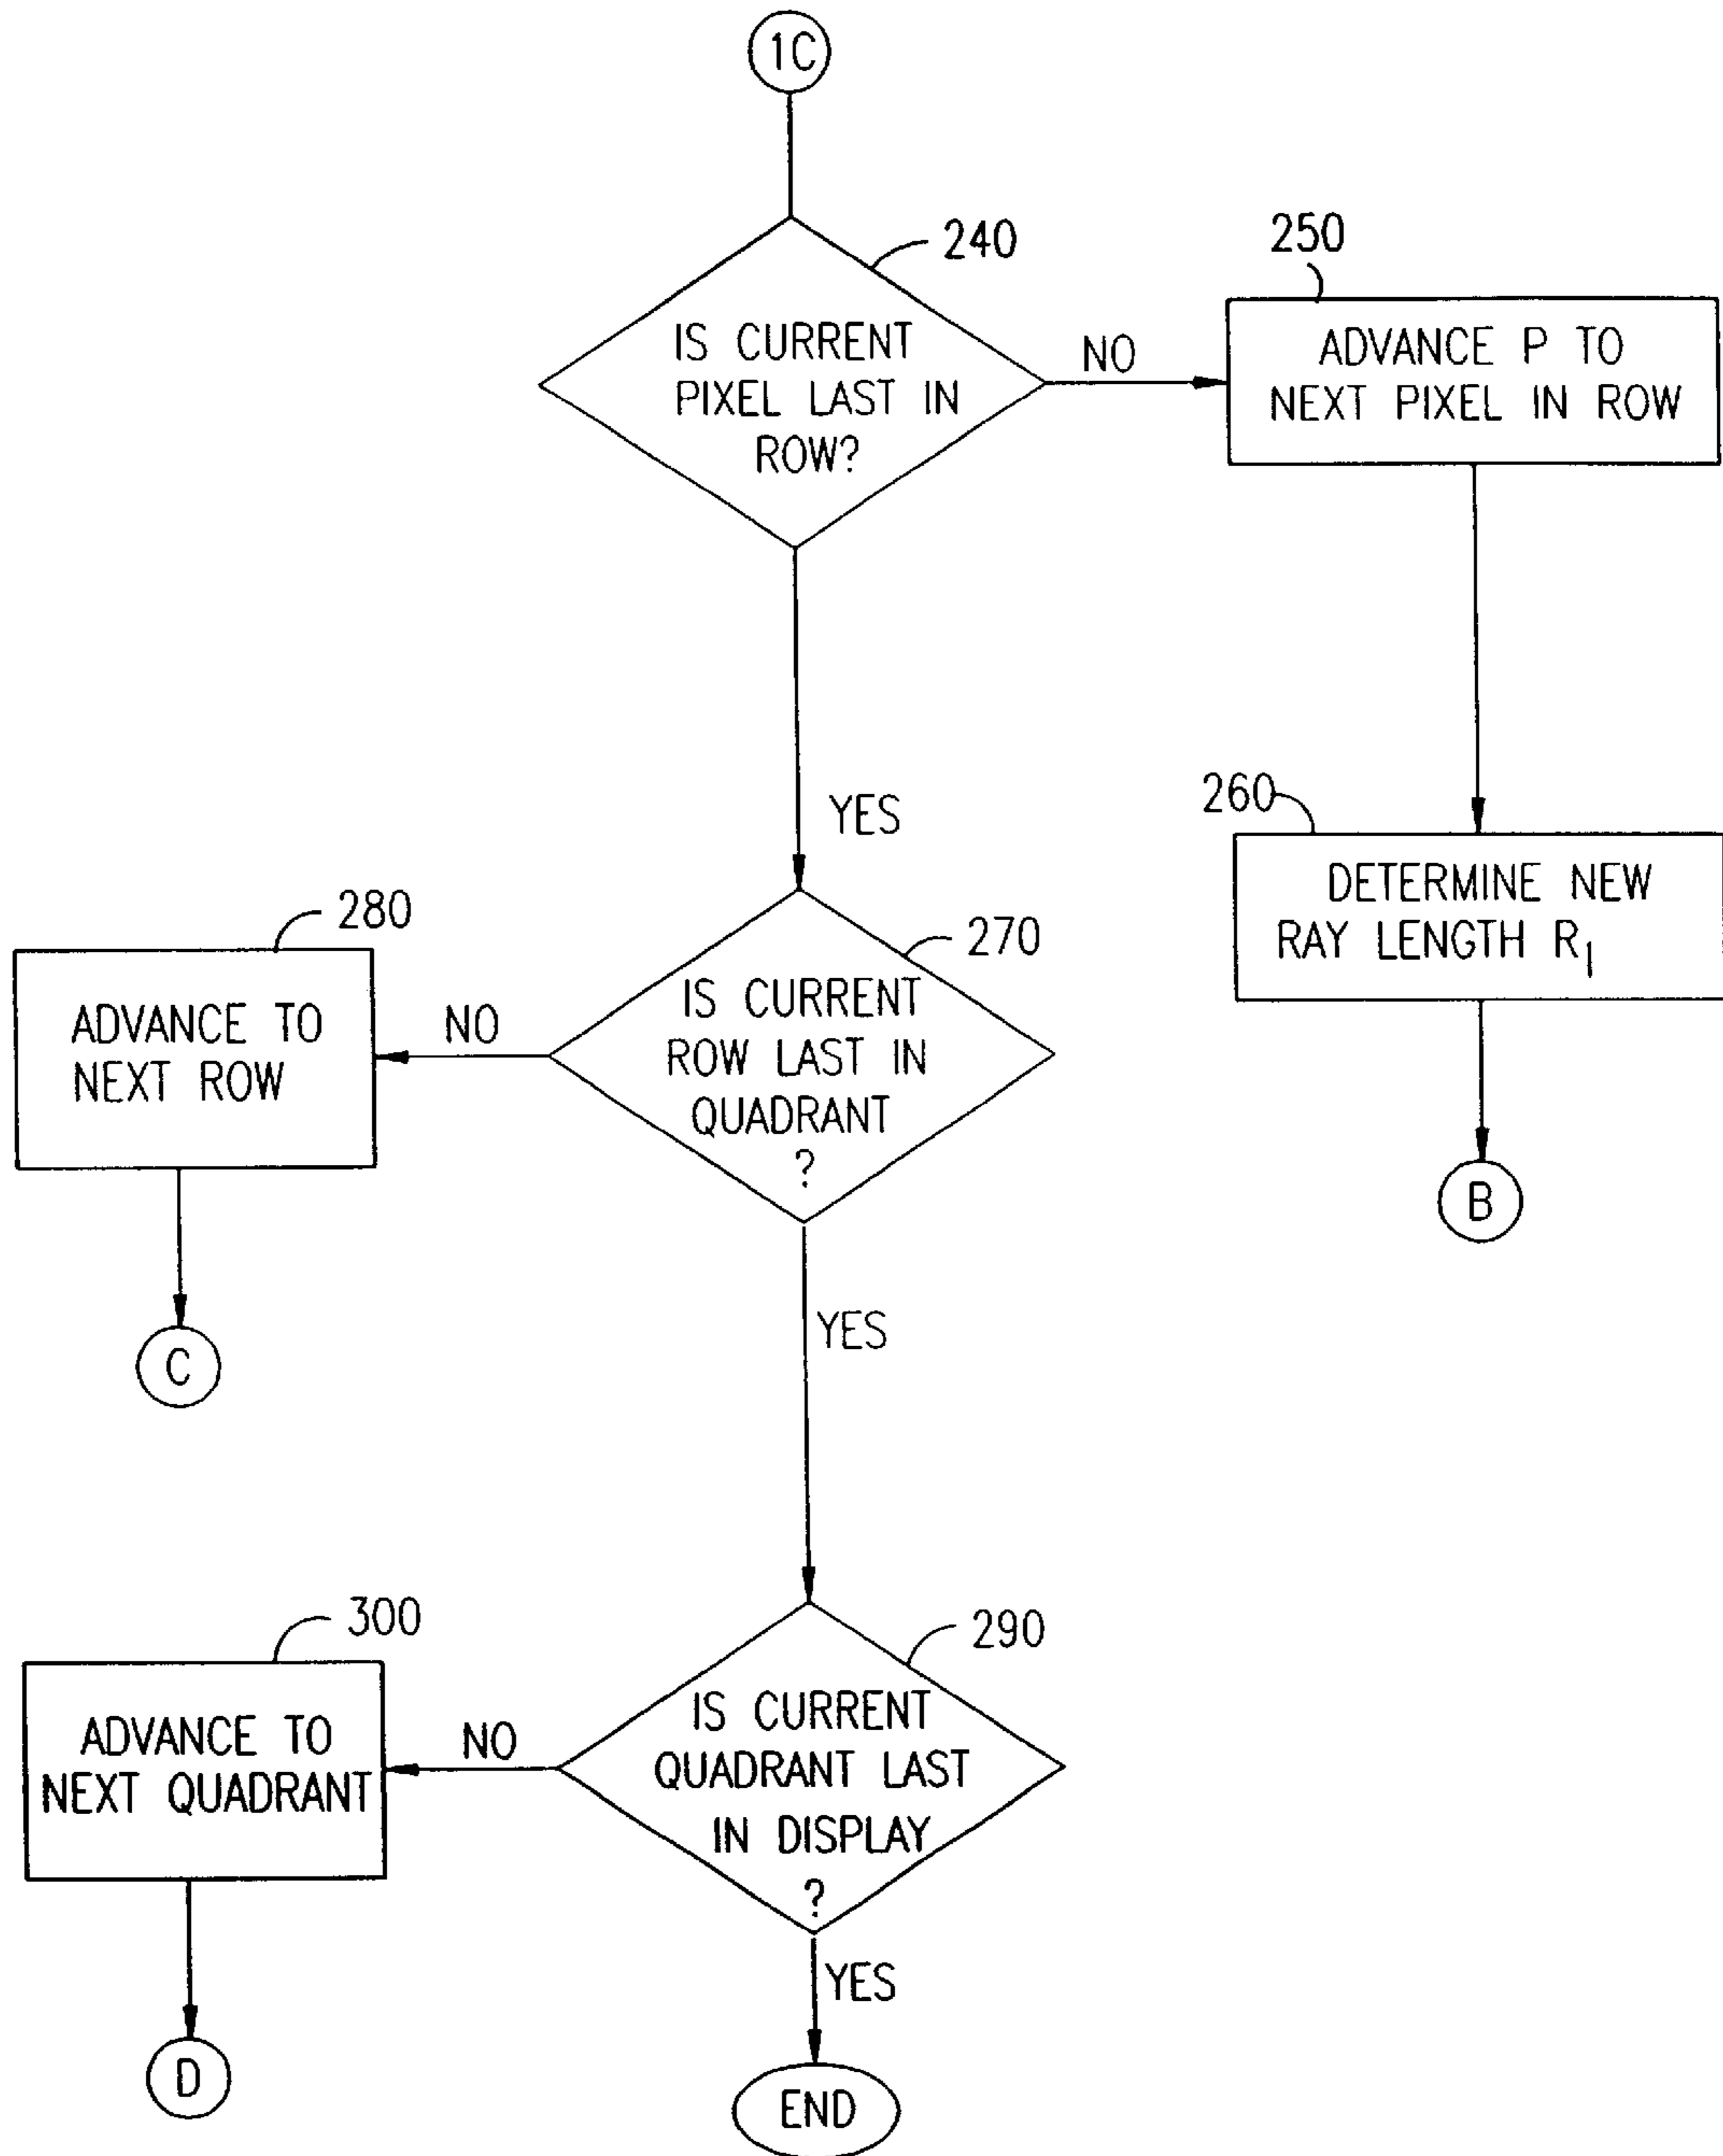 1C
240
IS CURRENT
PIXEL LAST IN
ROW?
NO
250
ADVANCE P TO
NEXT PIXEL IN ROW
YES
260
DETERMINE NEW
RAY LENGTH R1
B
270
IS CURRENT
ROW LAST IN
QUADRANT
?
NO
280
ADVANCE TO
NEXT ROW
C
YES
290
IS CURRENT
QUADRANT LAST
IN DISPLAY
?
NO
300
ADVANCE TO
NEXT QUADRANT
D
YES
END